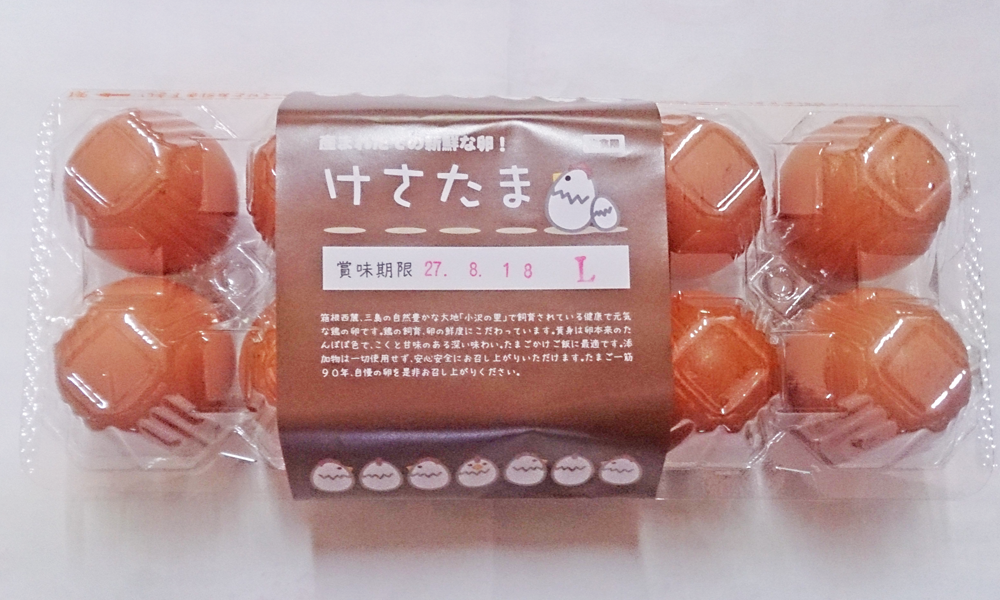 産まれたての新鮮な卵！
けさたま
賞味期限 27. 8. 18 L
箱根西麓、三島の自然豊かな大地「小沢の里」で飼育されている健康で元気
な鶏の卵です。鶏の飼育、卵の鮮度にこだわっています。黄身は卵本来のた
んぽぽ色で、こくと甘味のある深い味わい。たまごかけご飯に最適です。添
加物は一切使用せず、安心安全にお召し上がりいただけます。たまご一筋
９０年、自慢の卵を是非お召し上がりください。